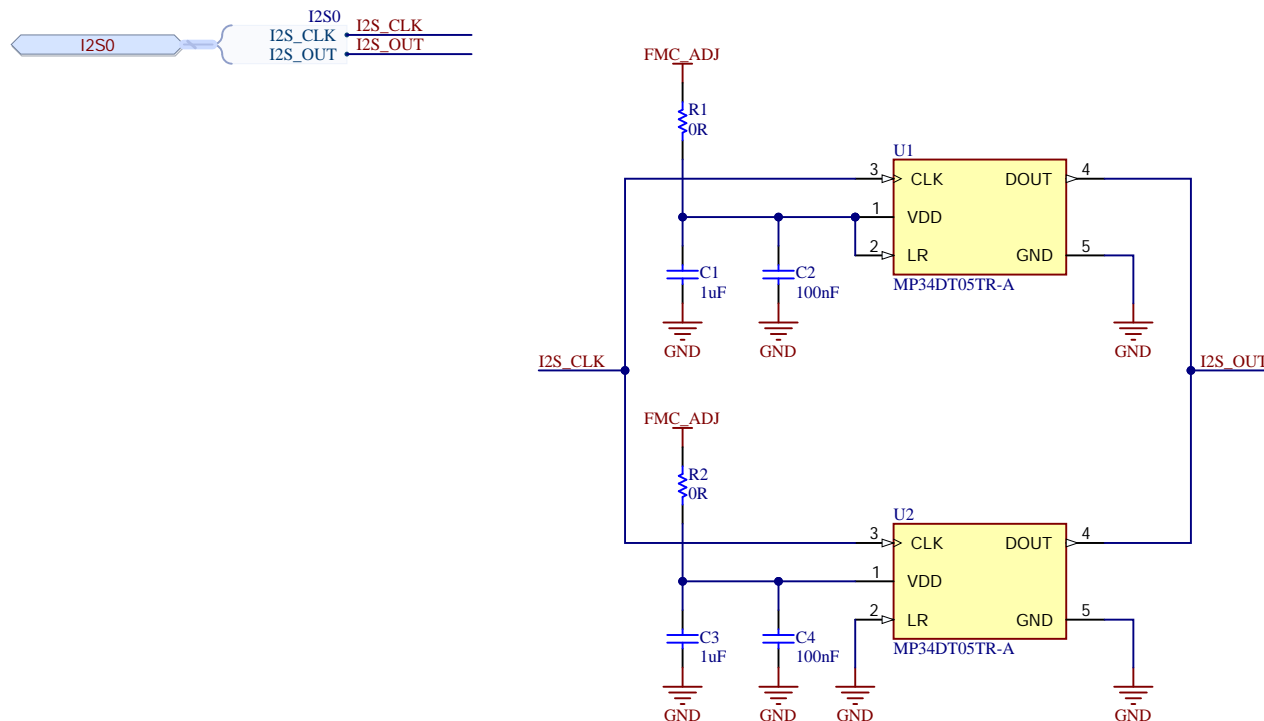 I2S0
I2S0
I2S_CLK
I2S_CLK
I2S_OUT
I2S_OUT
FMC_ADJ
R1
0R
U1
3
CLK
DOUT
4
1
VDD
2
LR
GND
5
MP34DT05TR-A
C1
1uF
C2
100nF
GND
GND
GND
I2S_CLK
I2S_OUT
FMC_ADJ
R2
0R
U2
3
CLK
DOUT
4
1
VDD
2
LR
GND
5
MP34DT05TR-A
C3
1uF
C4
100nF
GND
GND
GND
GND